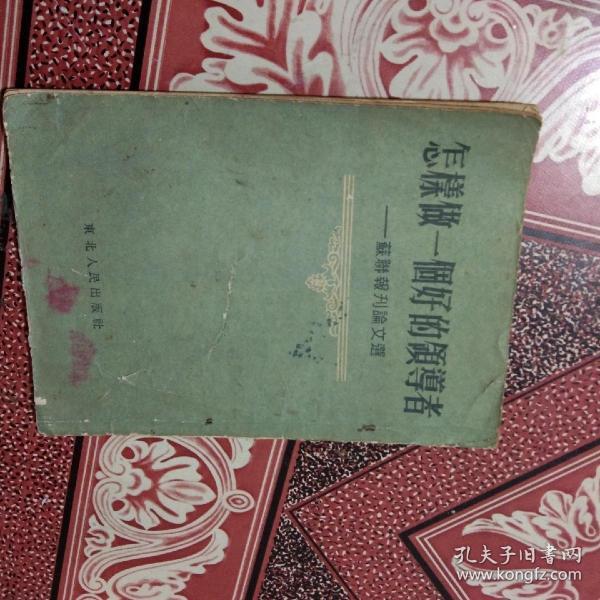 怎樣做一個好的領導者
——蘇聯報刊論文選
東北人民出版社
孔夫子旧书网
www.kongfz.com